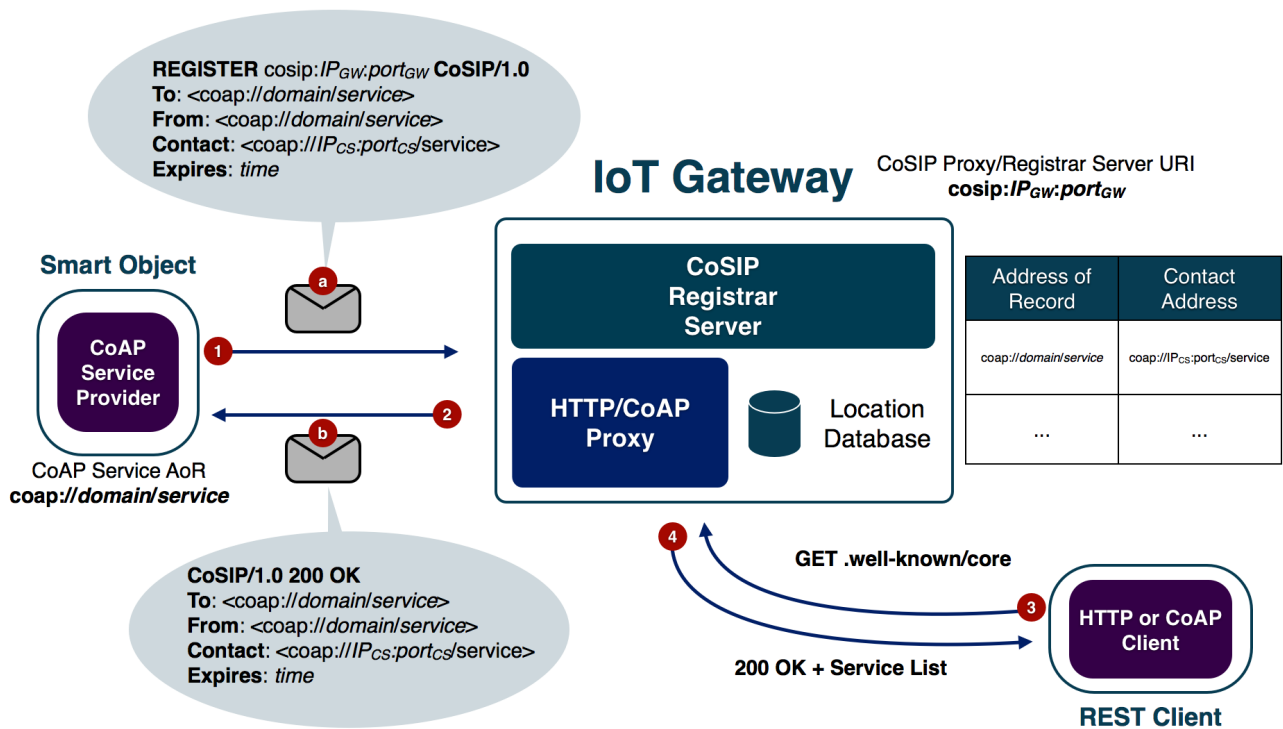 REGISTER cosip:IPGW:portGW CoSIP/1.0
To: <coap://domain/service>
From: <coap://domain/service>
Contact: <coap://IPCS:portCS/service>
Expires: time
IoT Gateway
CoSIP Proxy/Registrar Server URI
cosip:IPGW:portGW
Smart Object
a
CoAP
Service
Provider
1
2
b
CoAP Service AoR
coap://domain/service
CoSIP
Registrar
Server
HTTP/CoAP
Proxy
Location
Database
Address of
Record
Contact
Address
coap://domain/service
coap://IPCS:portCS/service
...
...
CoSIP/1.0 200 OK
To: <coap://domain/service>
From: <coap://domain/service>
Contact: <coap://IPCS:portCS/service>
Expires: time
4
GET .well-known/core
3
200 OK + Service List
HTTP or CoAP
Client
REST Client